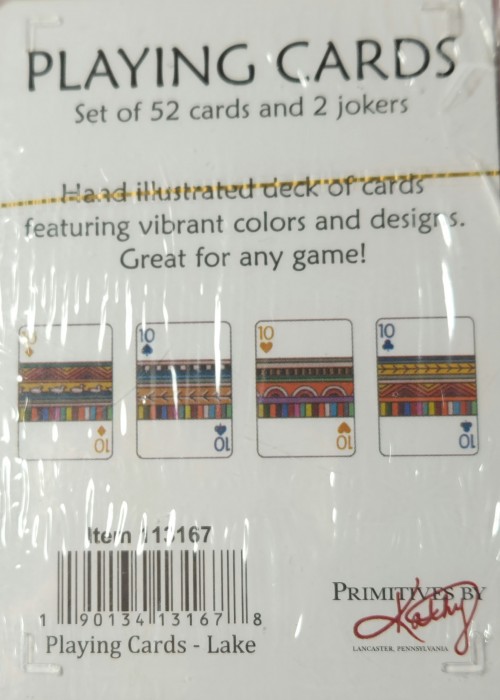 PLAYING CARDS
Set of 52 cards and 2 jokers
Hand illustrated deck of cards
featuring vibrant colors and designs.
Great for any game!
10 10 10
10 10 10 10
Item 113167
1 90134 13167 8
Playing Cards - Lake
PRIMITIVES BY
Kathy
LANCASTER, PENNSYLVANIA